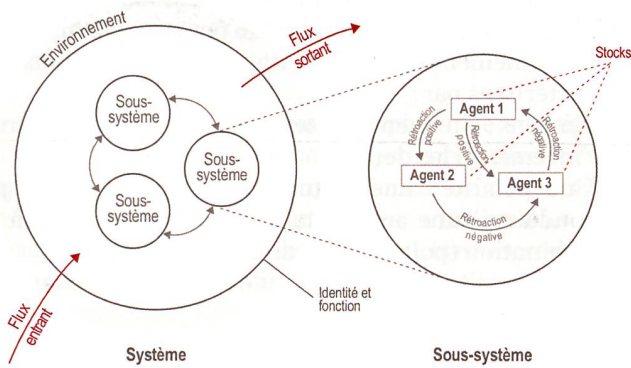 Environnement
Flux
sortant
Stocks
Sous-
système
Sous-
système
Sous-
système
Agent 1
Agent 2
Agent 3
Rétroaction
positive
Rétroaction
positive
Rétroaction
négative
Rétroaction
négative
Flux
entrant
Identité et
fonction
Système
Sous-système